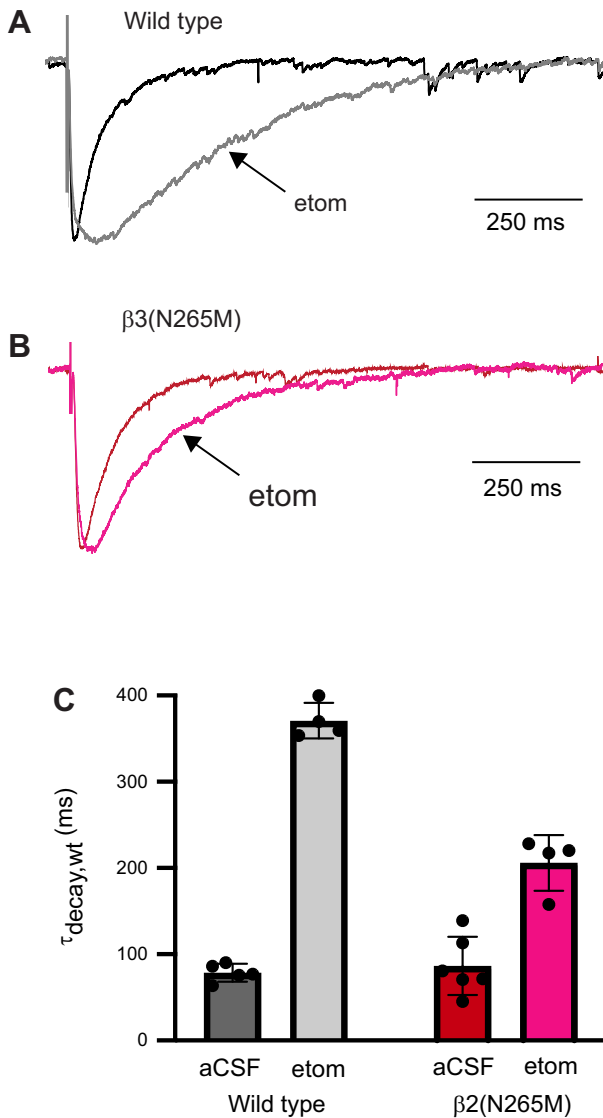 A
Wild type
etom
250 ms
B
β3(N265M)
etom
250 ms
C
τdecay,wt (ms)
400
300
200
100
0
aCSF etom aCSF etom
Wild type β2(N265M)